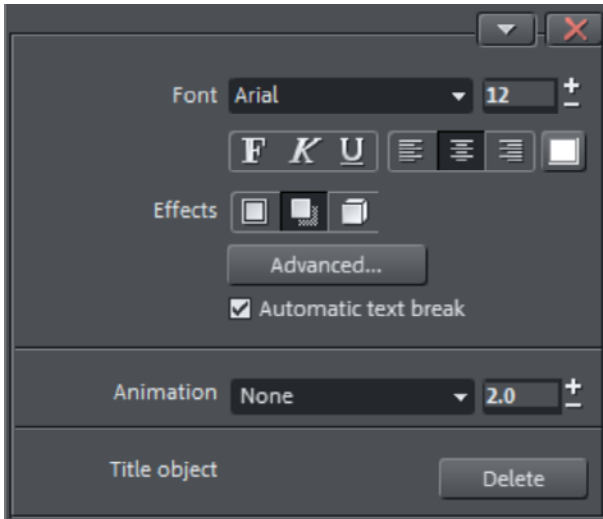 Font Arial 12
F K U
Effects
Advanced...
Automatic text break
Animation None 2.0
Title object Delete